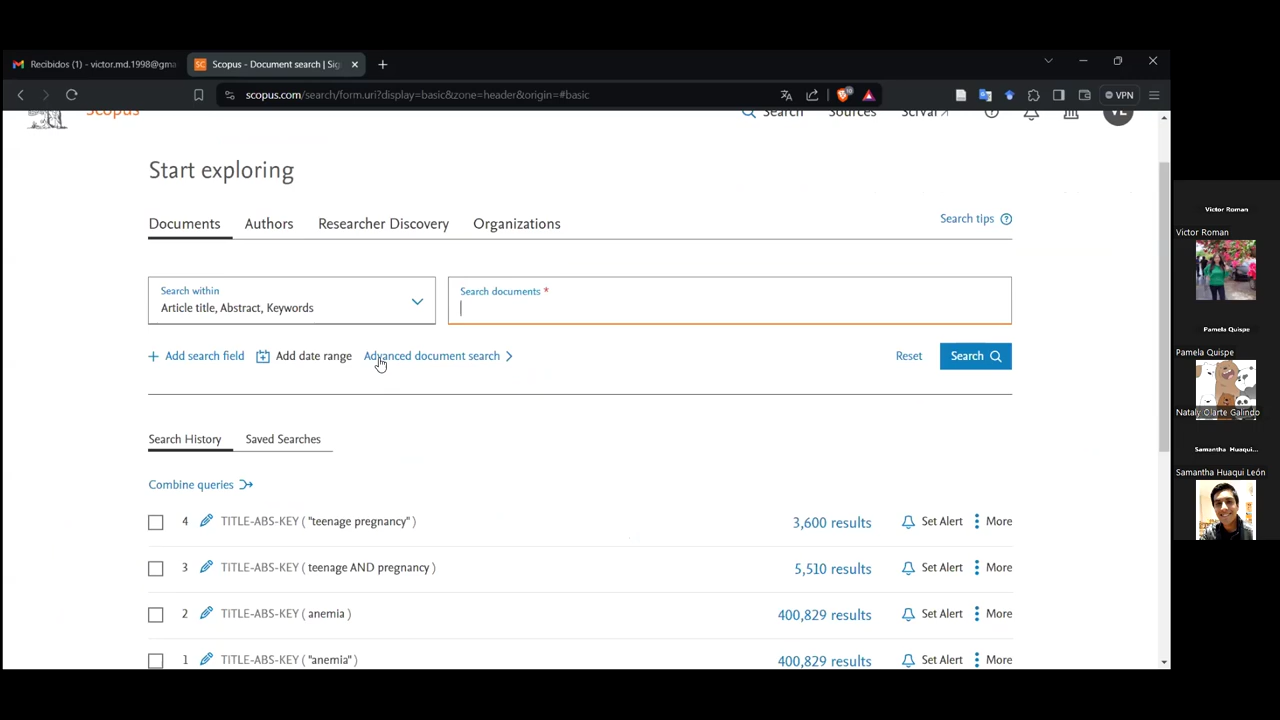 Recibidos (1) - victor.md.1998@gma
Scopus - Document search | Sig
scopus.com/search/form.uri?display=basic&zone=header&origin=#basic
VPN
Scopus
Search
Sources
SciVal
VL
Start exploring
Documents
Authors
Researcher Discovery
Organizations
Search tips
Search within
Article title, Abstract, Keywords
Search documents *
Add search field
Add date range
Advanced document search
Reset
Search
Search History
Saved Searches
Combine queries
4 TITLE-ABS-KEY ( "teenage pregnancy" ) 3,600 results Set Alert More
3 TITLE-ABS-KEY ( teenage AND pregnancy ) 5,510 results Set Alert More
2 TITLE-ABS-KEY ( anemia ) 400,829 results Set Alert More
1 TITLE-ABS-KEY ( "anemia" ) 400,829 results Set Alert More
Victor Roman
Victor Roman
Pamela Quispe
Pamela Quispe
Nataly Olarte Galindo
Samantha Huaqui...
Samantha Huaqui León